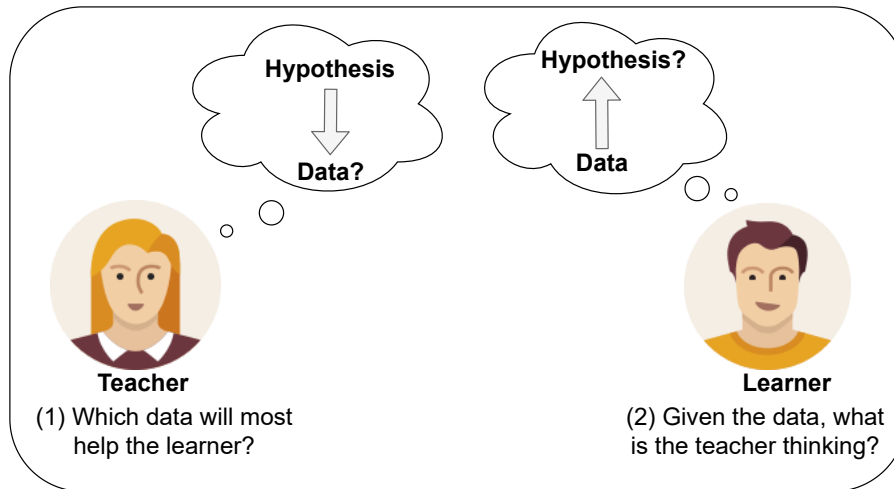 Hypothesis
Data?
Hypothesis?
Data
Teacher
(1) Which data will most
help the learner?
Learner
(2) Given the data, what
is the teacher thinking?